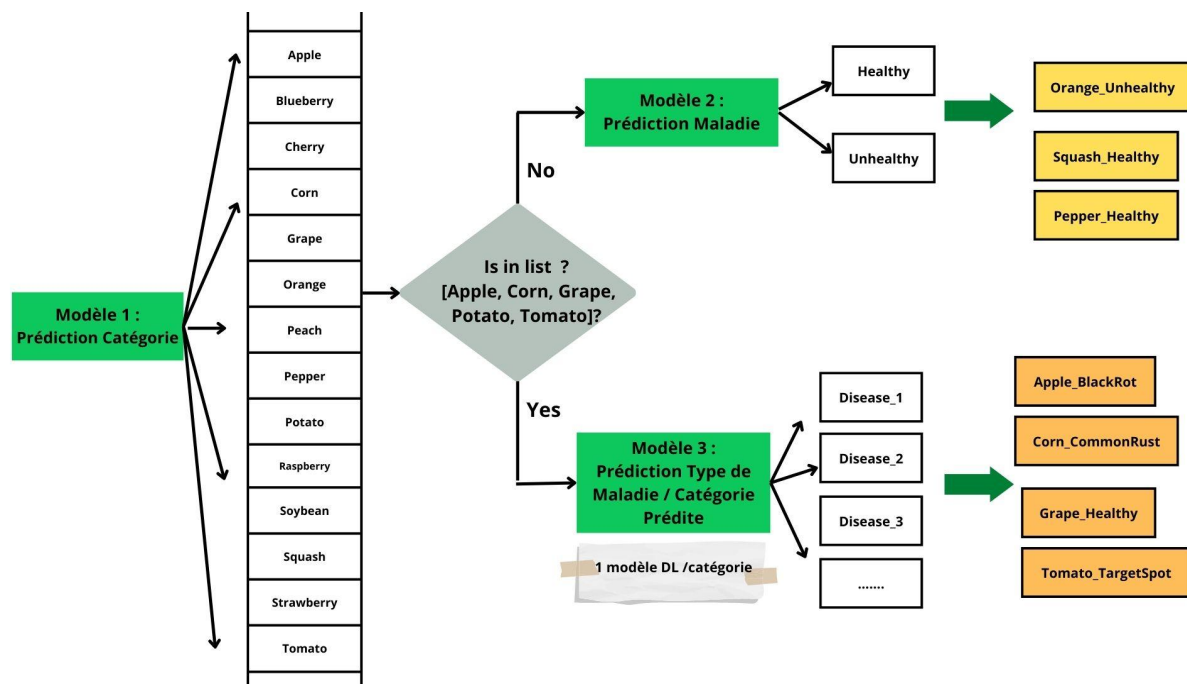 Modèle 1 :
Prédiction Catégorie
Apple
Blueberry
Cherry
Corn
Grape
Orange
Peach
Pepper
Potato
Raspberry
Soybean
Squash
Strawberry
Tomato
Is in list  ?
[Apple, Corn, Grape,
Potato, Tomato]?
No
Modèle 2 :
Prédiction Maladie
Healthy
Unhealthy
Orange_Unhealthy
Squash_Healthy
Pepper_Healthy
Yes
Modèle 3 :
Prédiction Type de
Maladie / Catégorie
Prédite
1 modèle DL /catégorie
Disease_1
Disease_2
Disease_3
.......
Apple_BlackRot
Corn_CommonRust
Grape_Healthy
Tomato_TargetSpot